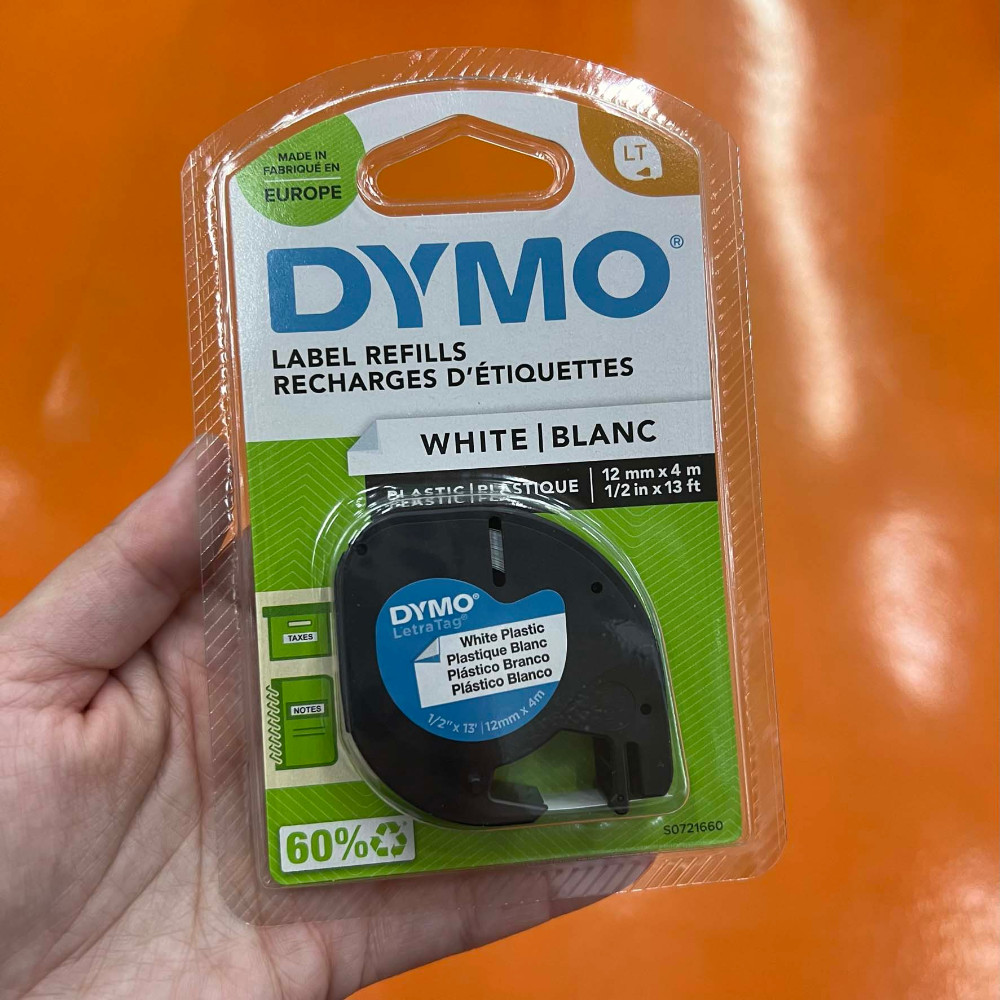 MADE IN
FABRIQUÉ EN
EUROPE
LT
DYMO®
LABEL REFILLS
RECHARGES D'ÉTIQUETTES
WHITE | BLANC
PLASTIC | PLASTIQUE
12 mm x 4 m
1/2 in x 13 ft
DYMO®
LetraTag®
White Plastic
Plastique Blanc
Plástico Branco
Plástico Blanco
1/2" x 13' | 12mm x 4m
TAXES
NOTES
60%
S0721660